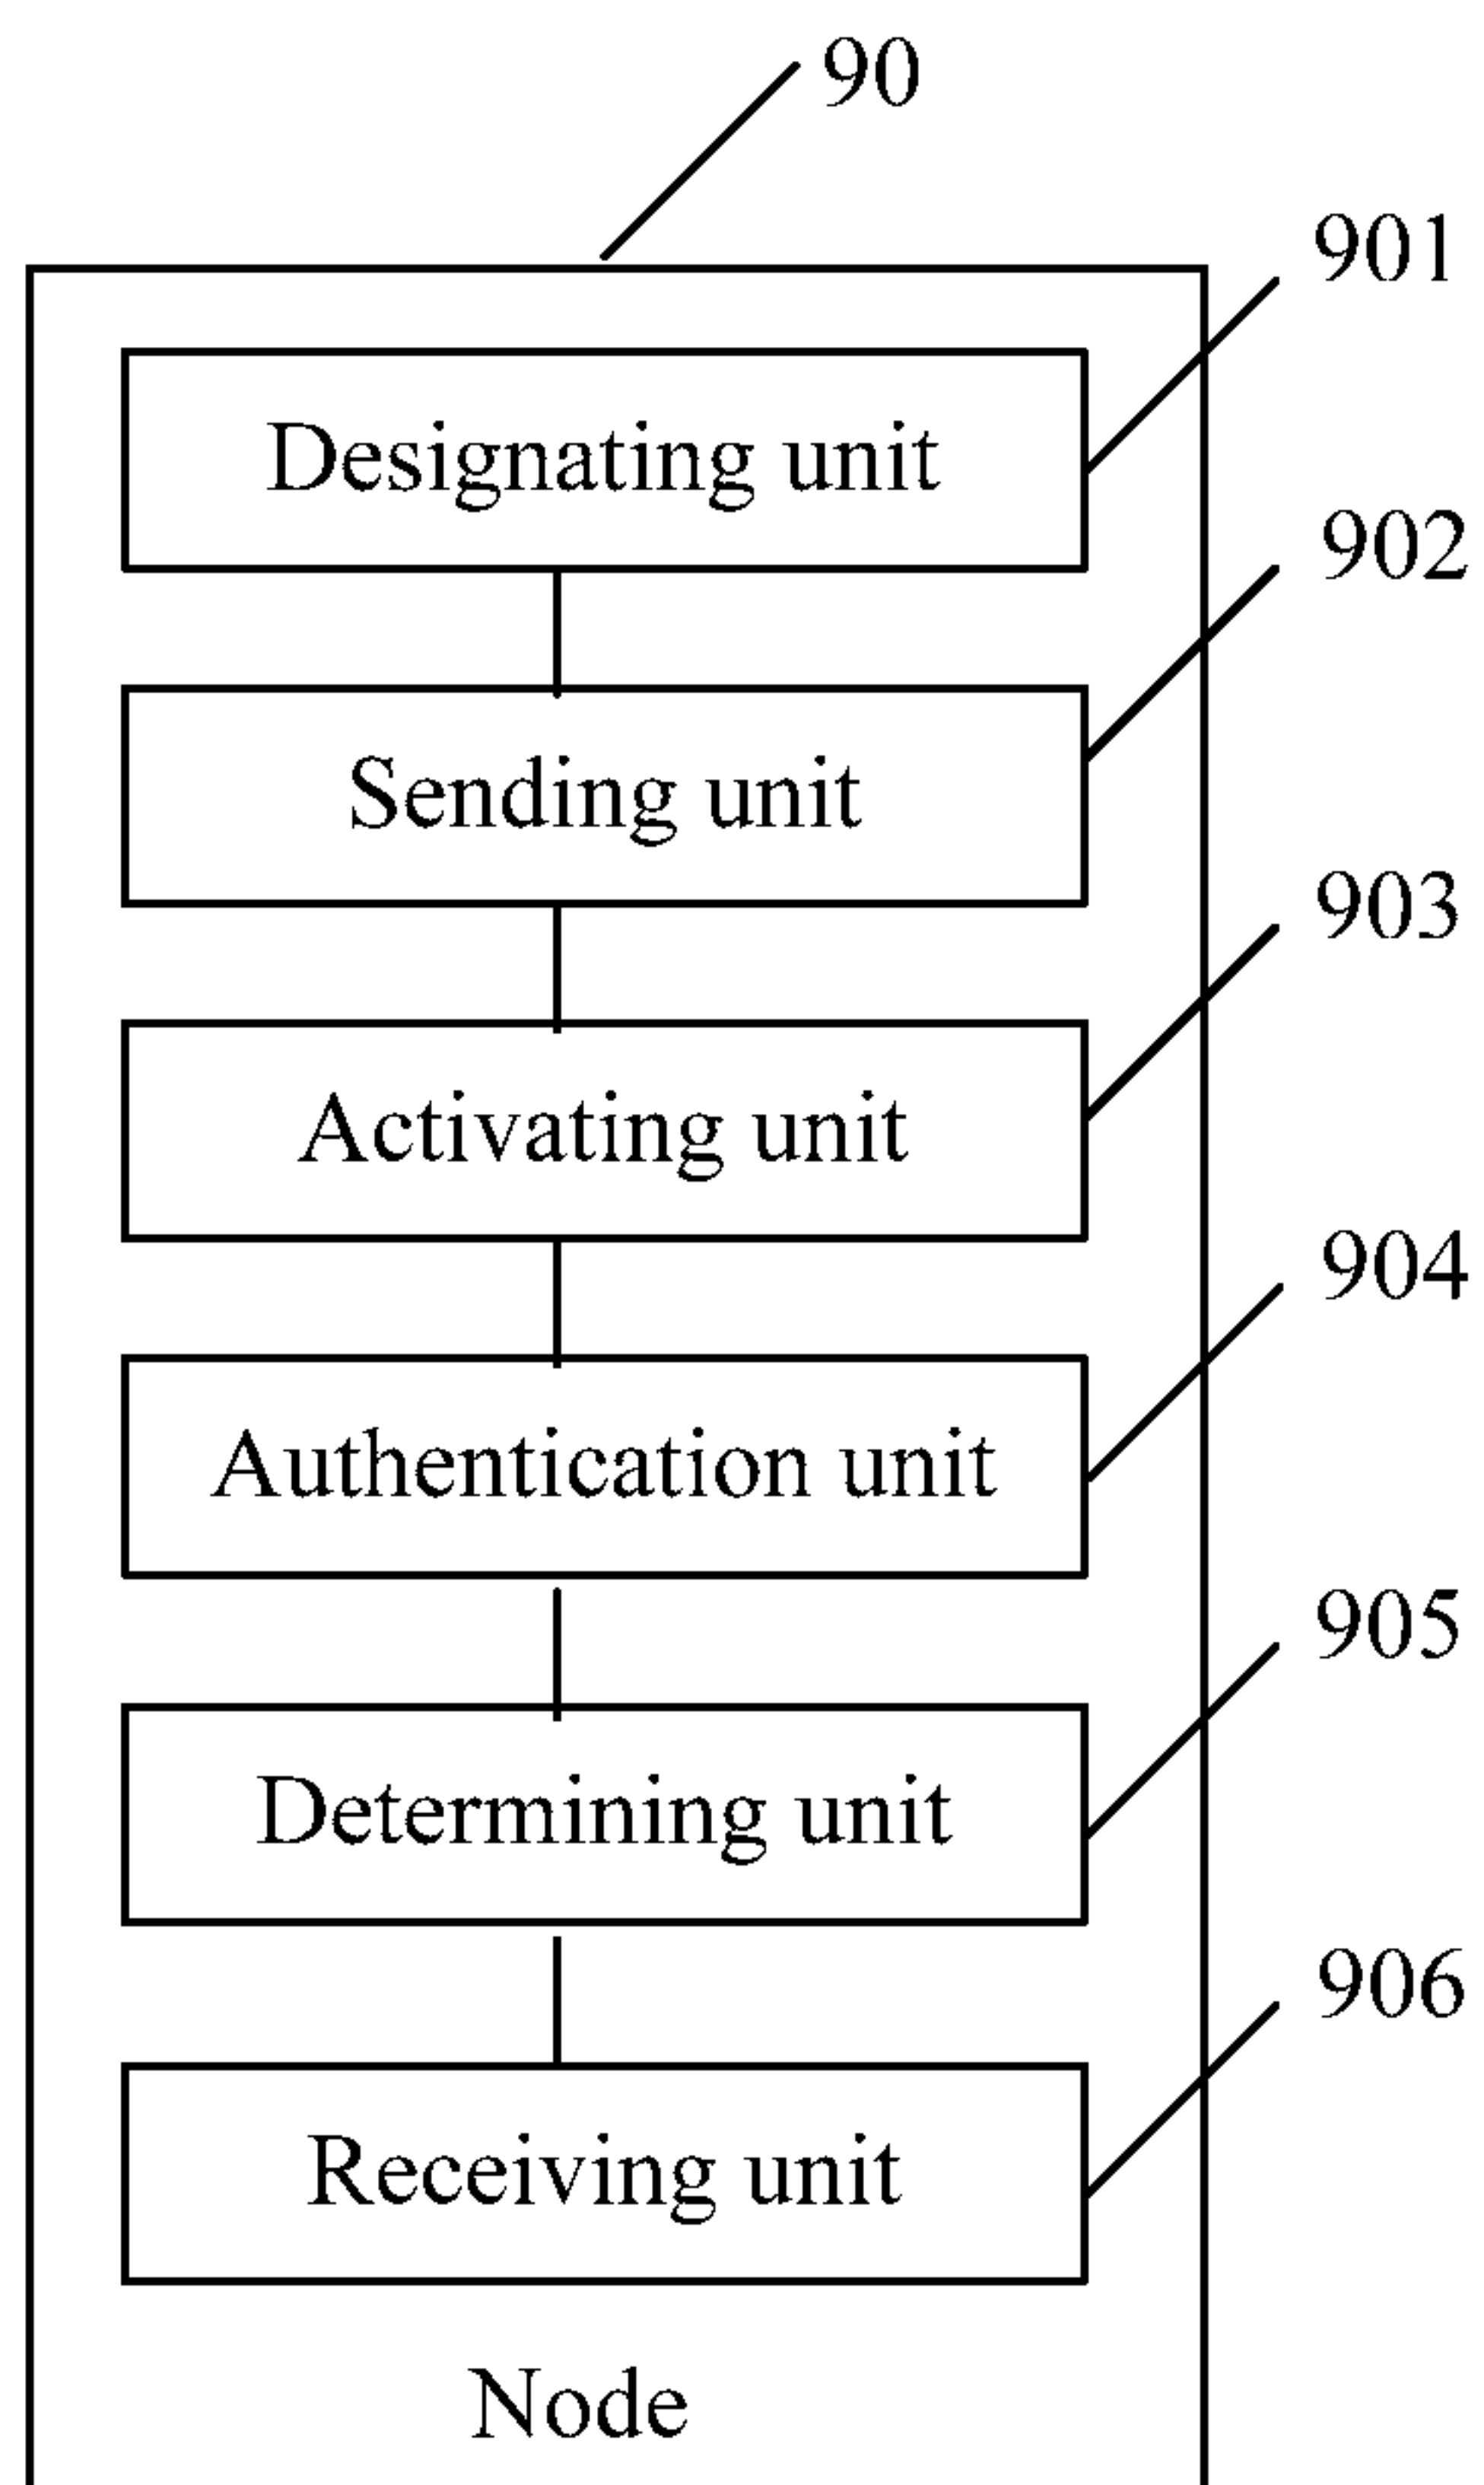 90
901
Designating unit
902
Sending unit
903
Activating unit
904
Authentication unit
905
Determining unit
906
Receiving unit
Node